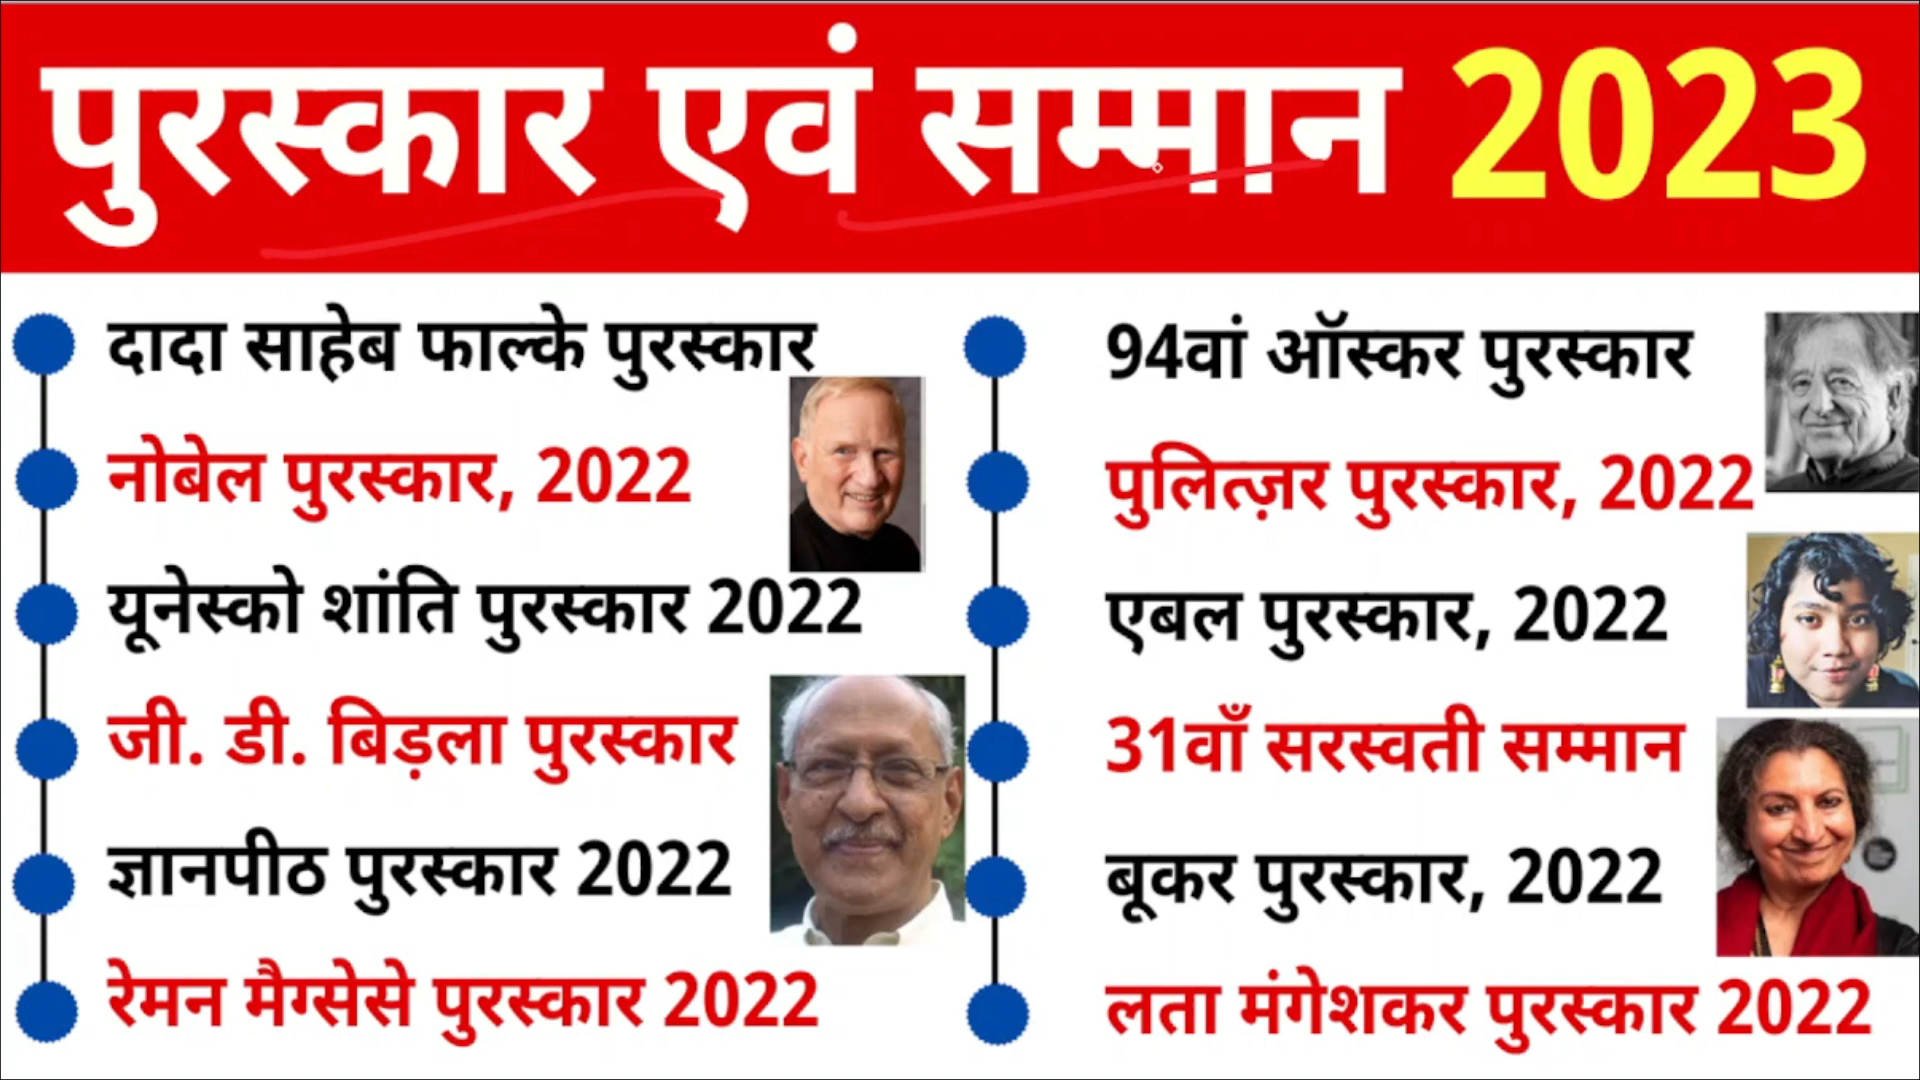 पुरस्कार एवं सम्मान 2023
दादा साहेब फाल्के पुरस्कार
नोबेल पुरस्कार, 2022
यूनेस्को शांति पुरस्कार 2022
जी. डी. बिड़ला पुरस्कार
ज्ञानपीठ पुरस्कार 2022
रेमन मैग्सेसे पुरस्कार 2022
94वां ऑस्कर पुरस्कार
पुलित्ज़र पुरस्कार, 2022
एबल पुरस्कार, 2022
31वाँ सरस्वती सम्मान
बूकर पुरस्कार, 2022
लता मंगेशकर पुरस्कार 2022